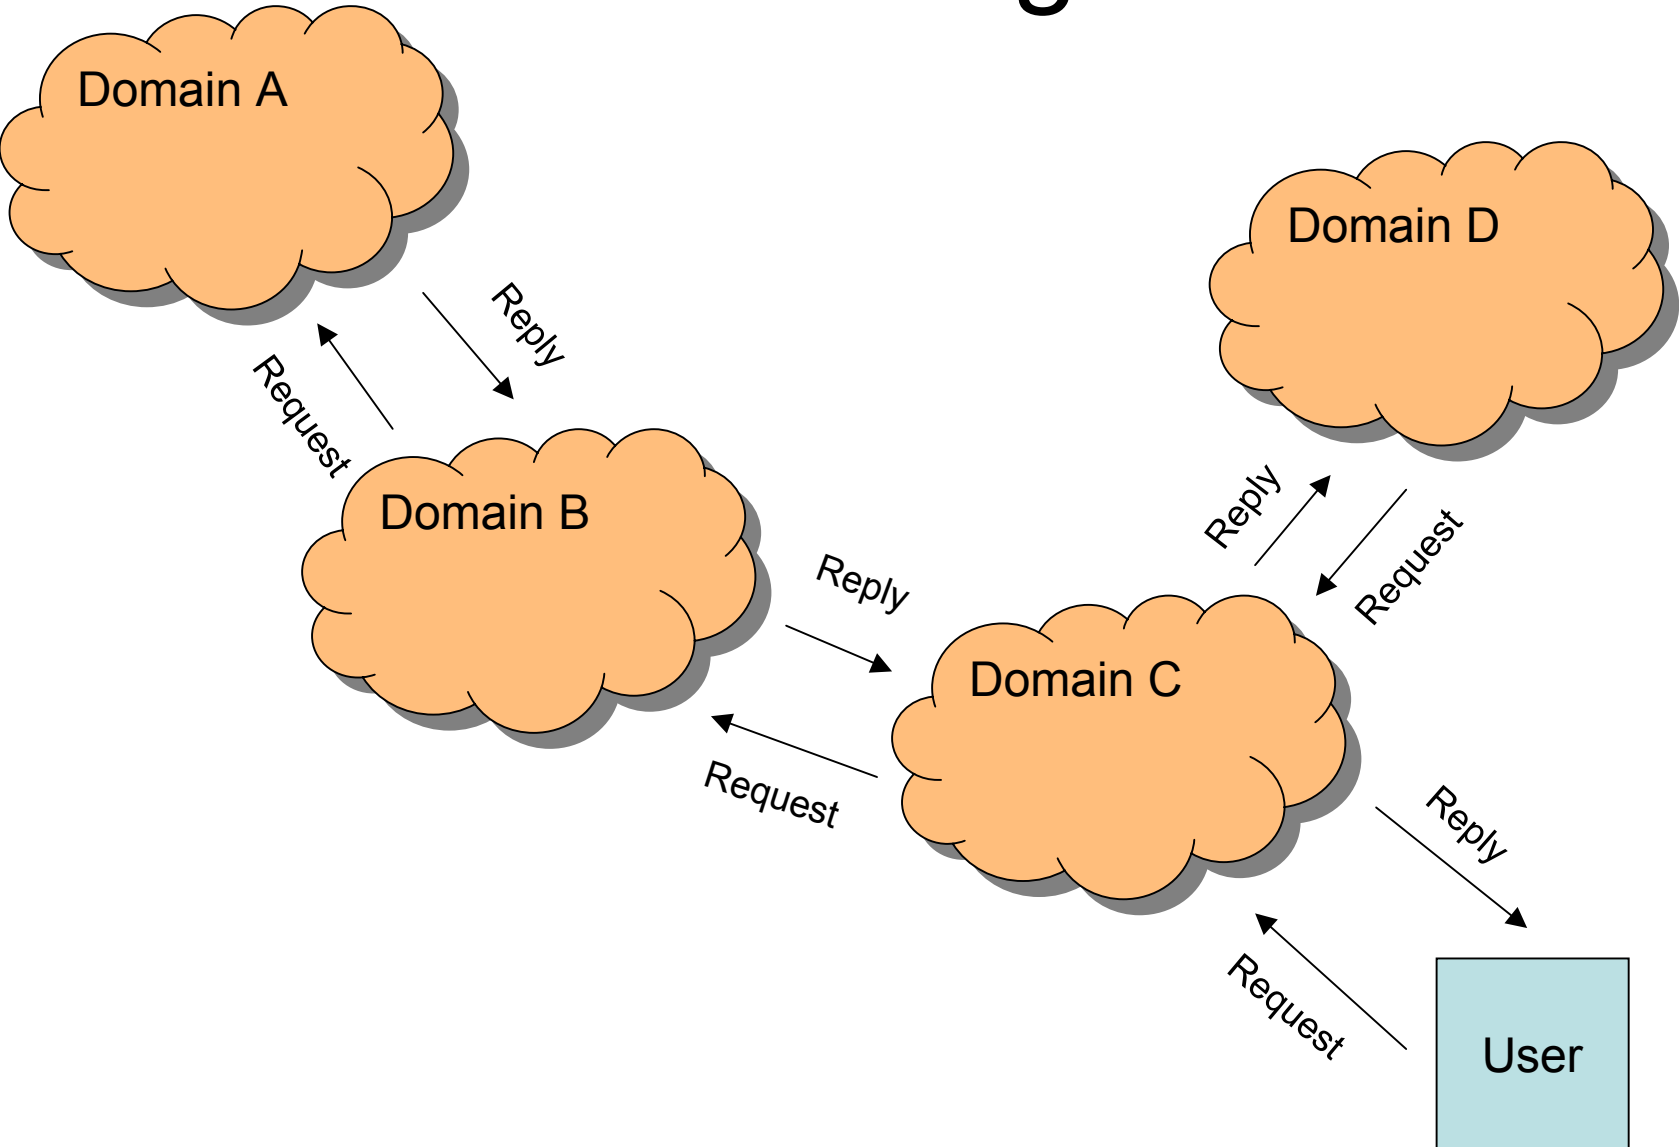 g
Domain A
Domain D
Reply
Request
Domain B
Reply
Request
Reply
Domain C
Request
Reply
Request
User